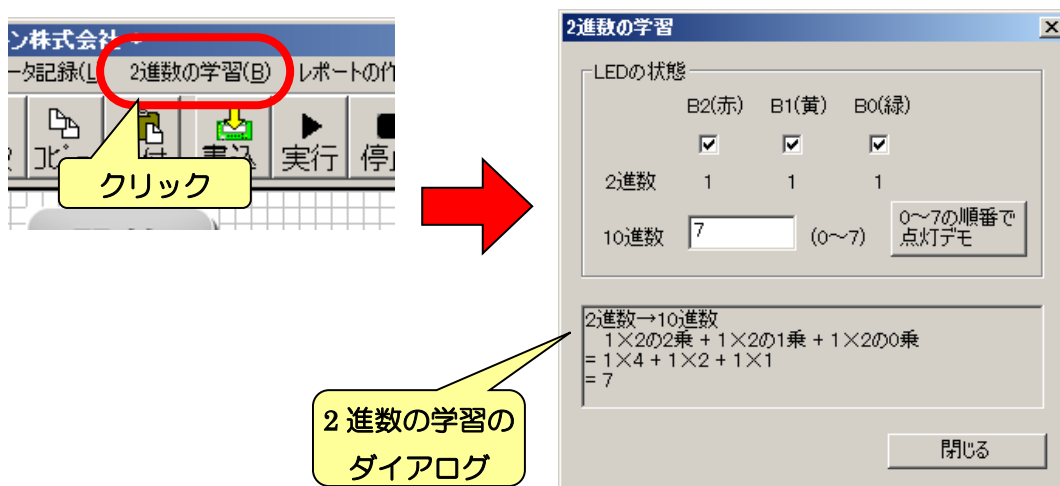 ン株式会社
ータ記録(L 2進数の学習(B) レポートの作
コピー 付 書込 実行 停止
クリック
2進数の学習
LEDの状態
B2(赤) B1(黄) B0(緑)
2進数 1 1 1
10進数 7 (0～7) 0～7の順番で
点灯デモ
2進数→10進数
1×2の2乗 + 1×2の1乗 + 1×2の0乗
= 1×4 + 1×2 + 1×1
= 7
2 進数の学習の
ダイアログ
閉じる